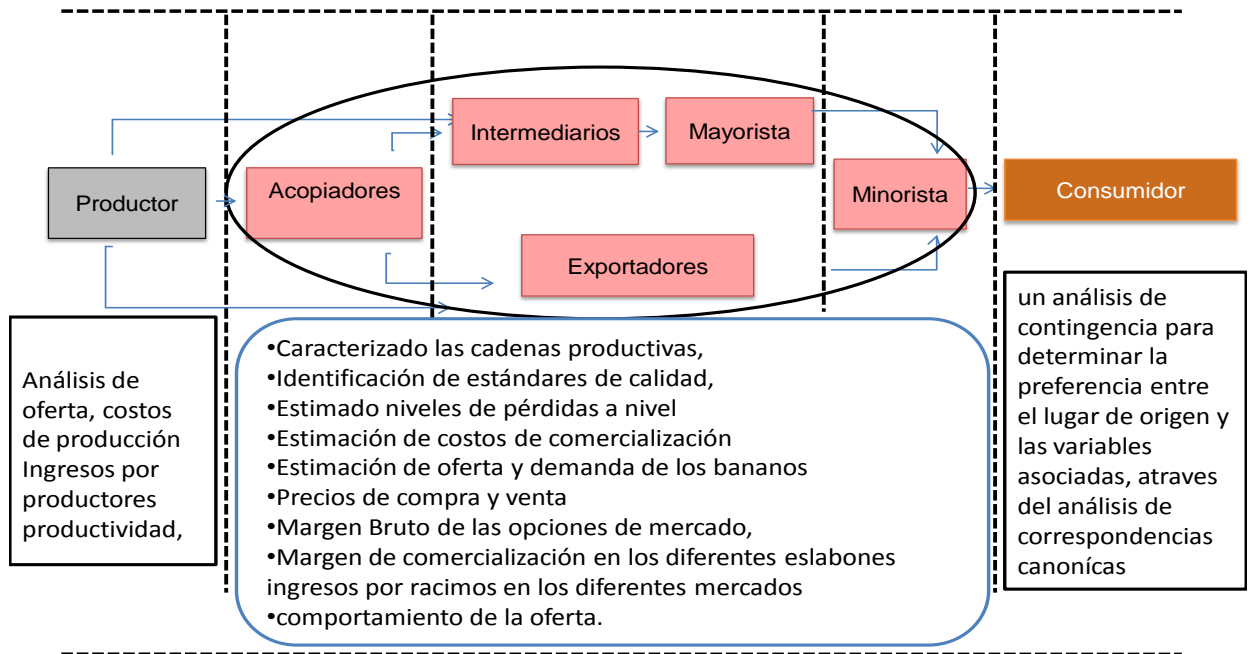 Intermediarios
Mayorista
Productor
Acopiadores
Minorista
Consumidor
Exportadores
Análisis de
oferta, costos
de producción
Ingresos por
productores
productividad,
•Caracterizado las cadenas productivas,
•Identificación de estándares de calidad,
•Estimado niveles de pérdidas a nivel
•Estimación de costos de comercialización
•Estimación de oferta y demanda de los bananos
•Precios de compra y venta
•Margen Bruto de las opciones de mercado,
•Margen de comercialización en los diferentes eslabones
ingresos por racimos en los diferentes mercados
•comportamiento de la oferta.
un análisis de
contingencia para
determinar la
preferencia entre
el lugar de origen y
las variables
asociadas, atraves
del análisis de
correspondencias
canonícas